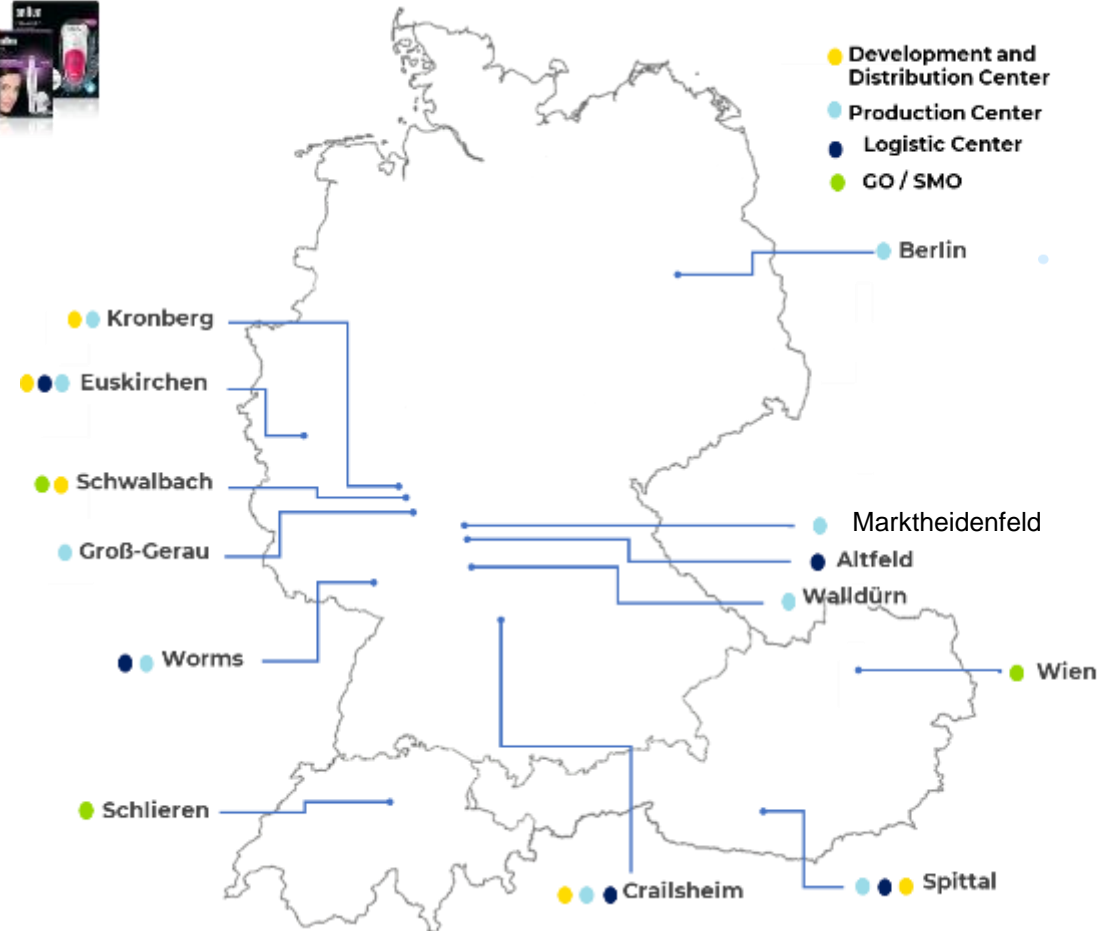 Development and
Distribution Center
Production Center
Logistic Center
GO / SMO
Berlin
Kronberg
Euskirchen
Schwalbach
Groß-Gerau
Marktheidenfeld
Altfeld
Walldürn
Worms
Wien
Schlieren
Crailsheim
Spittal